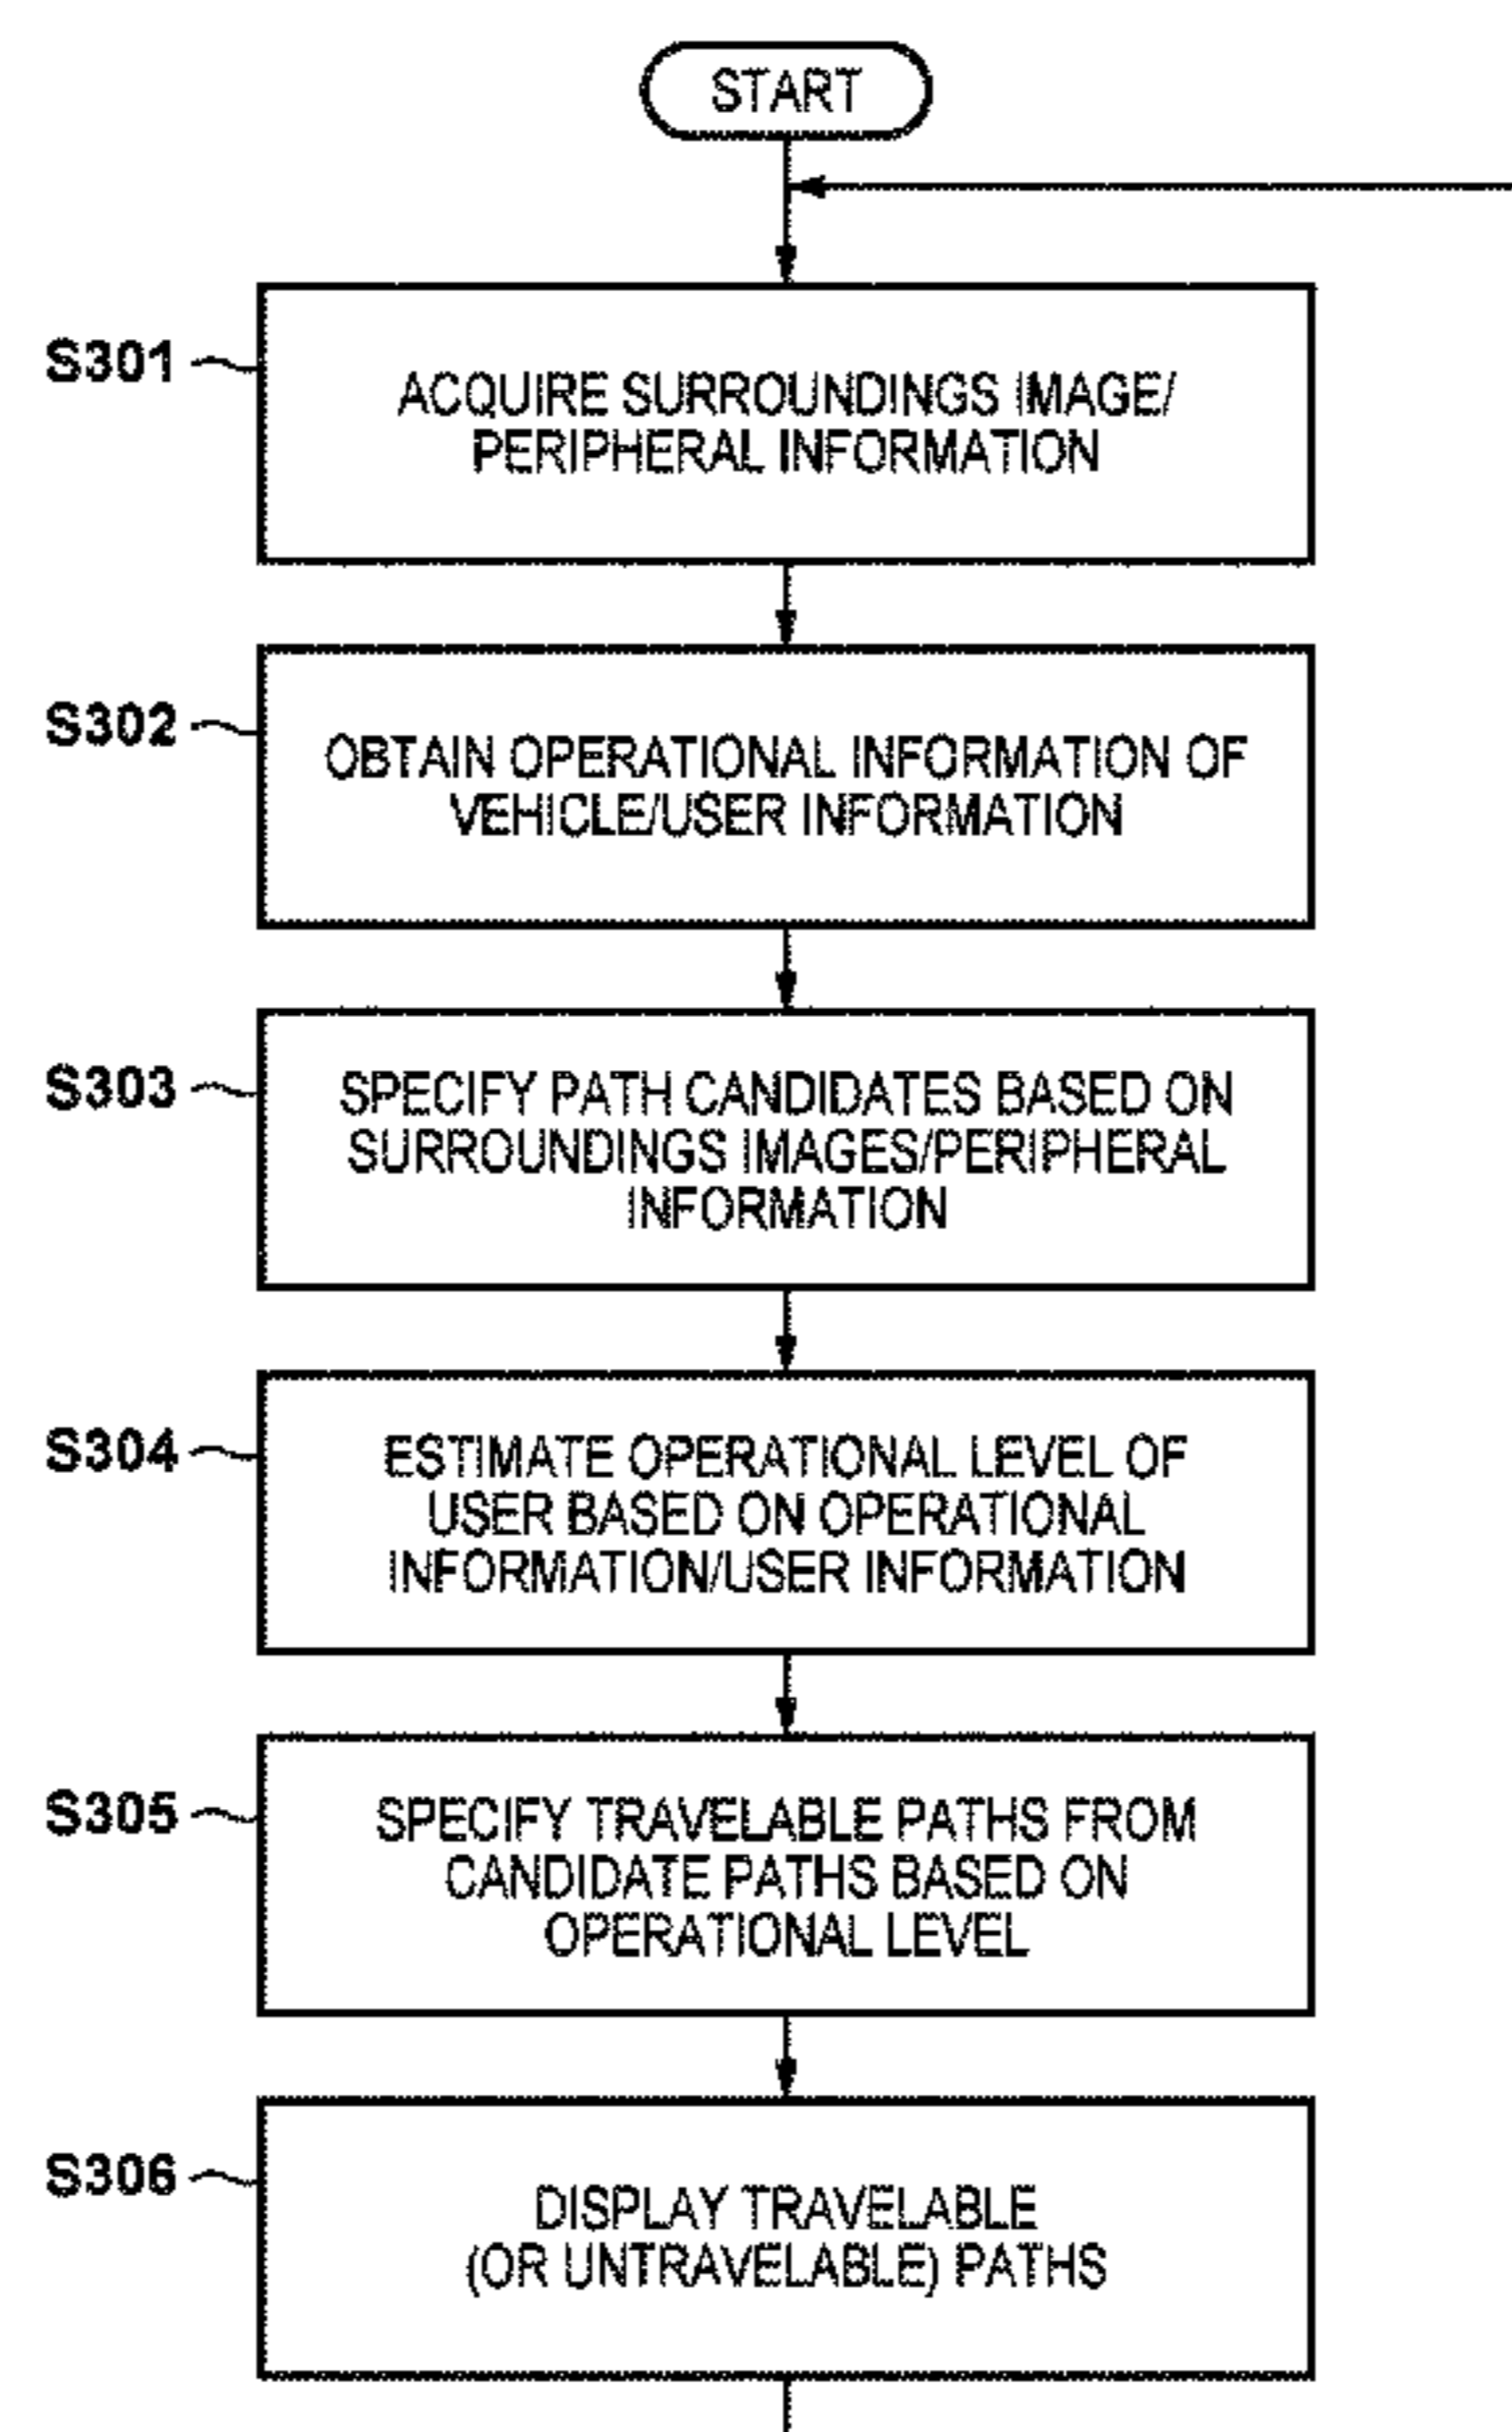 START
S301
ACQUIRE SURROUNDINGS IMAGE/
PERIPHERAL INFORMATION
S302
OBTAIN OPERATIONAL INFORMATION OF
VEHICLE/USER INFORMATION
S303
SPECIFY PATH CANDIDATES BASED ON
SURROUNDINGS IMAGES/PERIPHERAL
INFORMATION
S304
ESTIMATE OPERATIONAL LEVEL OF
USER BASED ON OPERATIONAL
INFORMATION/USER INFORMATION
S305
SPECIFY TRAVELABLE PATHS FROM
CANDIDATE PATHS BASED ON
OPERATIONAL LEVEL
S306
DISPLAY TRAVELABLE
(OR UNTRAVELABLE) PATHS